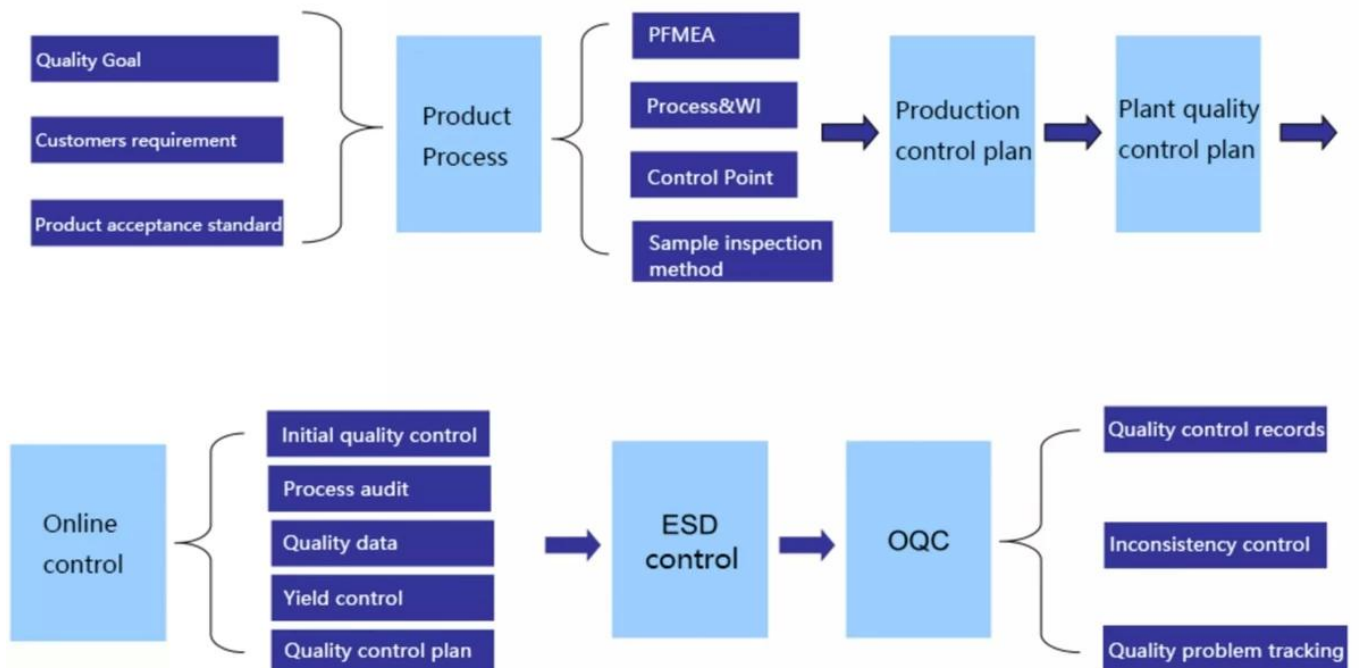 Quality Goal
Customers requirement
Product acceptance standard
Product
Process
PFMEA
Process&WI
Control Point
Sample inspection
method
Production
control plan
Plant quality
control plan
Online
control
Initial quality control
Process audit
Quality data
Yield control
Quality control plan
ESD
control
OQC
Quality control records
Inconsistency control
Quality problem tracking